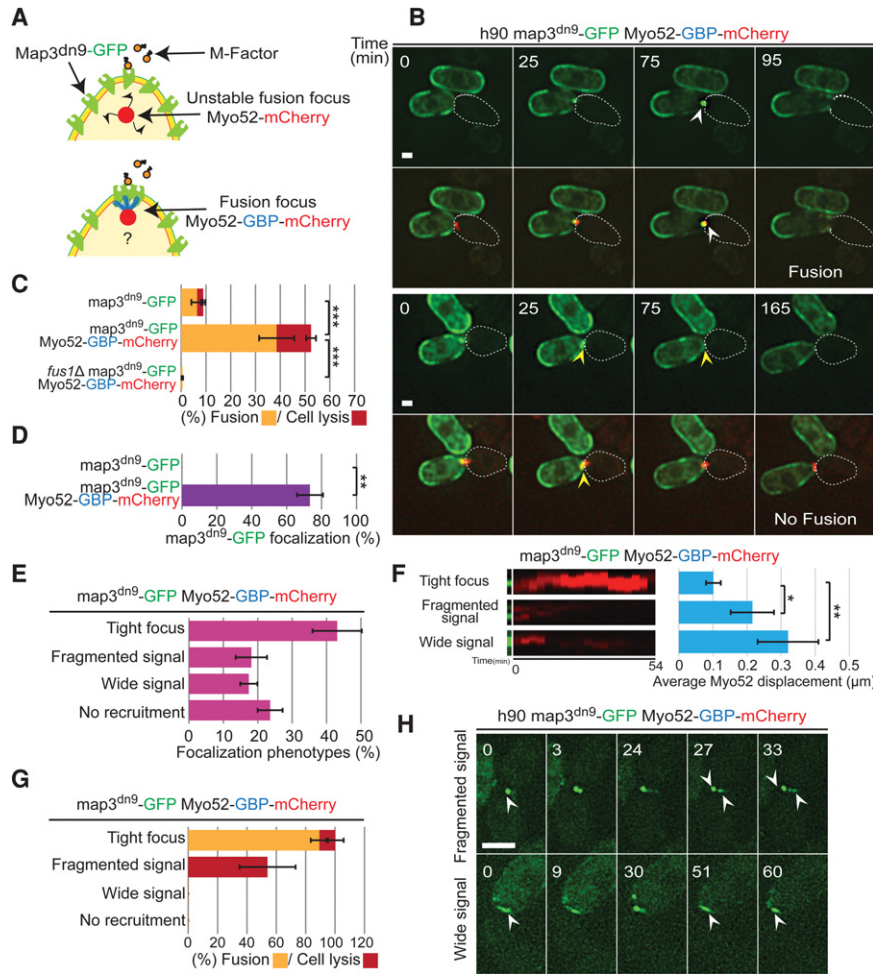 A
Map3dn9-GFP
M-Factor
Unstable fusion focus
Myo52-mCherry
Fusion focus
Myo52-GBP-mCherry
?
B
h90 map3dn9-GFP Myo52-GBP-mCherry
Time
(min)
0
25
75
95
Fusion
0
25
75
165
No Fusion
C
map3dn9-GFP
map3dn9-GFP
Myo52-GBP-mCherry
fus1Δ map3dn9-GFP
Myo52-GBP-mCherry
***
***
0 10 20 30 40 50 60 70
(%) Fusion / Cell lysis
D
map3dn9-GFP
map3dn9-GFP
Myo52-GBP-mCherry
**
0 20 40 60 80 100
map3dn9-GFP focalization (%)
E
map3dn9-GFP Myo52-GBP-mCherry
Tight focus
Fragmented signal
Wide signal
No recruitment
0 10 20 30 40 50
Focalization phenotypes (%)
F
map3dn9-GFP Myo52-GBP-mCherry
Tight focus
Fragmented
signal
Wide signal
Time(min)
0
54
*
**
0 0.1 0.2 0.3 0.4 0.5
Average Myo52 displacement (μm)
G
map3dn9-GFP Myo52-GBP-mCherry
Tight focus
Fragmented signal
Wide signal
No recruitment
0 20 40 60 80 100 120
(%) Fusion / Cell lysis
H
h90 map3dn9-GFP Myo52-GBP-mCherry
Fragmented signal
0
3
24
27
33
Wide signal
0
9
30
51
60